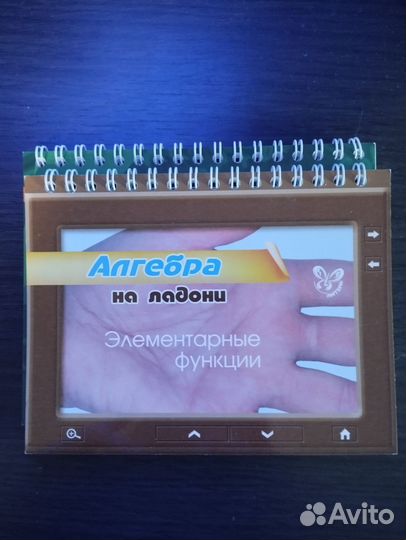 Алгебра
на ладони
Элементарные
функции
Avito